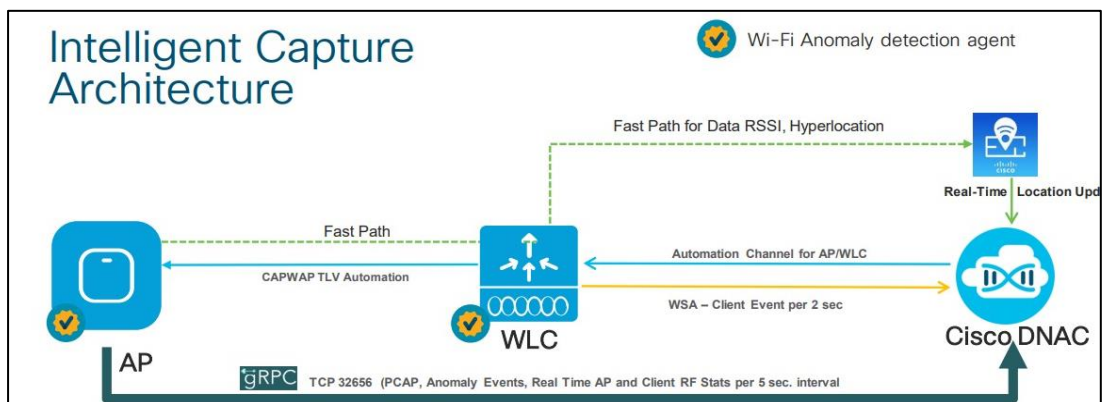 Intelligent Capture
Architecture
Wi-Fi Anomaly detection agent
Fast Path for Data RSSI, Hyperlocation
CISCO
Real-Time Location Upd
Fast Path
Automation Channel for AP/WLC
CAPWAP TLV Automation
WSA – Client Event per 2 sec
AP
WLC
Cisco DNAC
gRPC TCP 32656 (PCAP, Anomaly Events, Real Time AP and Client RF Stats per 5 sec. interval